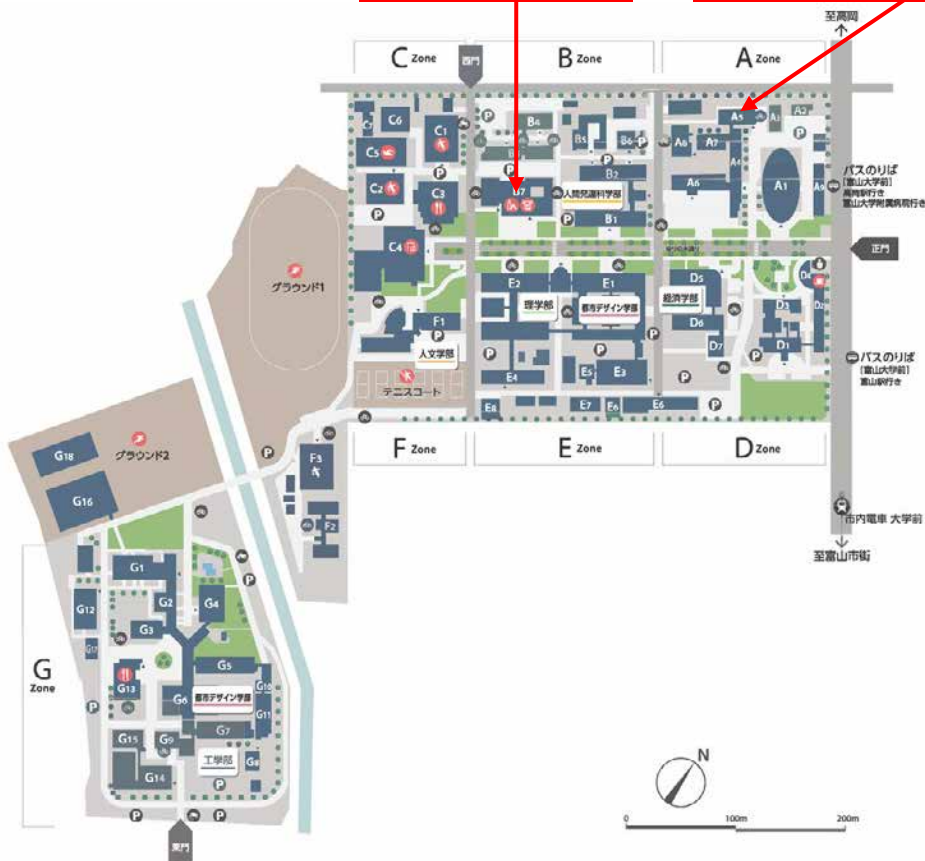 至高岡
C Zone
西門
B Zone
A Zone
C7
C6
C1
C5
C2
C3
C4
B4
B5
B6
B2
B7
人間発達科学部
B1
A5
A3
A2
A8
A7
A4
A6
A1
A9
バスのりば
[富山大学前]
高岡駅行き
富山大学附属病院行き
正門
グラウンド1
E2
理学部
E1
都市デザイン学部
経済学部
D5
D6
D7
D3
D2
D1
F1
人文学部
テニスコート
E4
E5
E3
E8
E7
E6
E6
バスのりば
[富山大学前]
富山駅行き
F Zone
E Zone
D Zone
グラウンド2
G18
G16
F3
F2
市内電車 大学前
至富山市街
G Zone
G1
G2
G4
G12
G3
G17
G5
G13
G6
都市デザイン学部
G10
G11
G7
G15
G9
工学部
G8
G14
東門
N
0
100m
200m